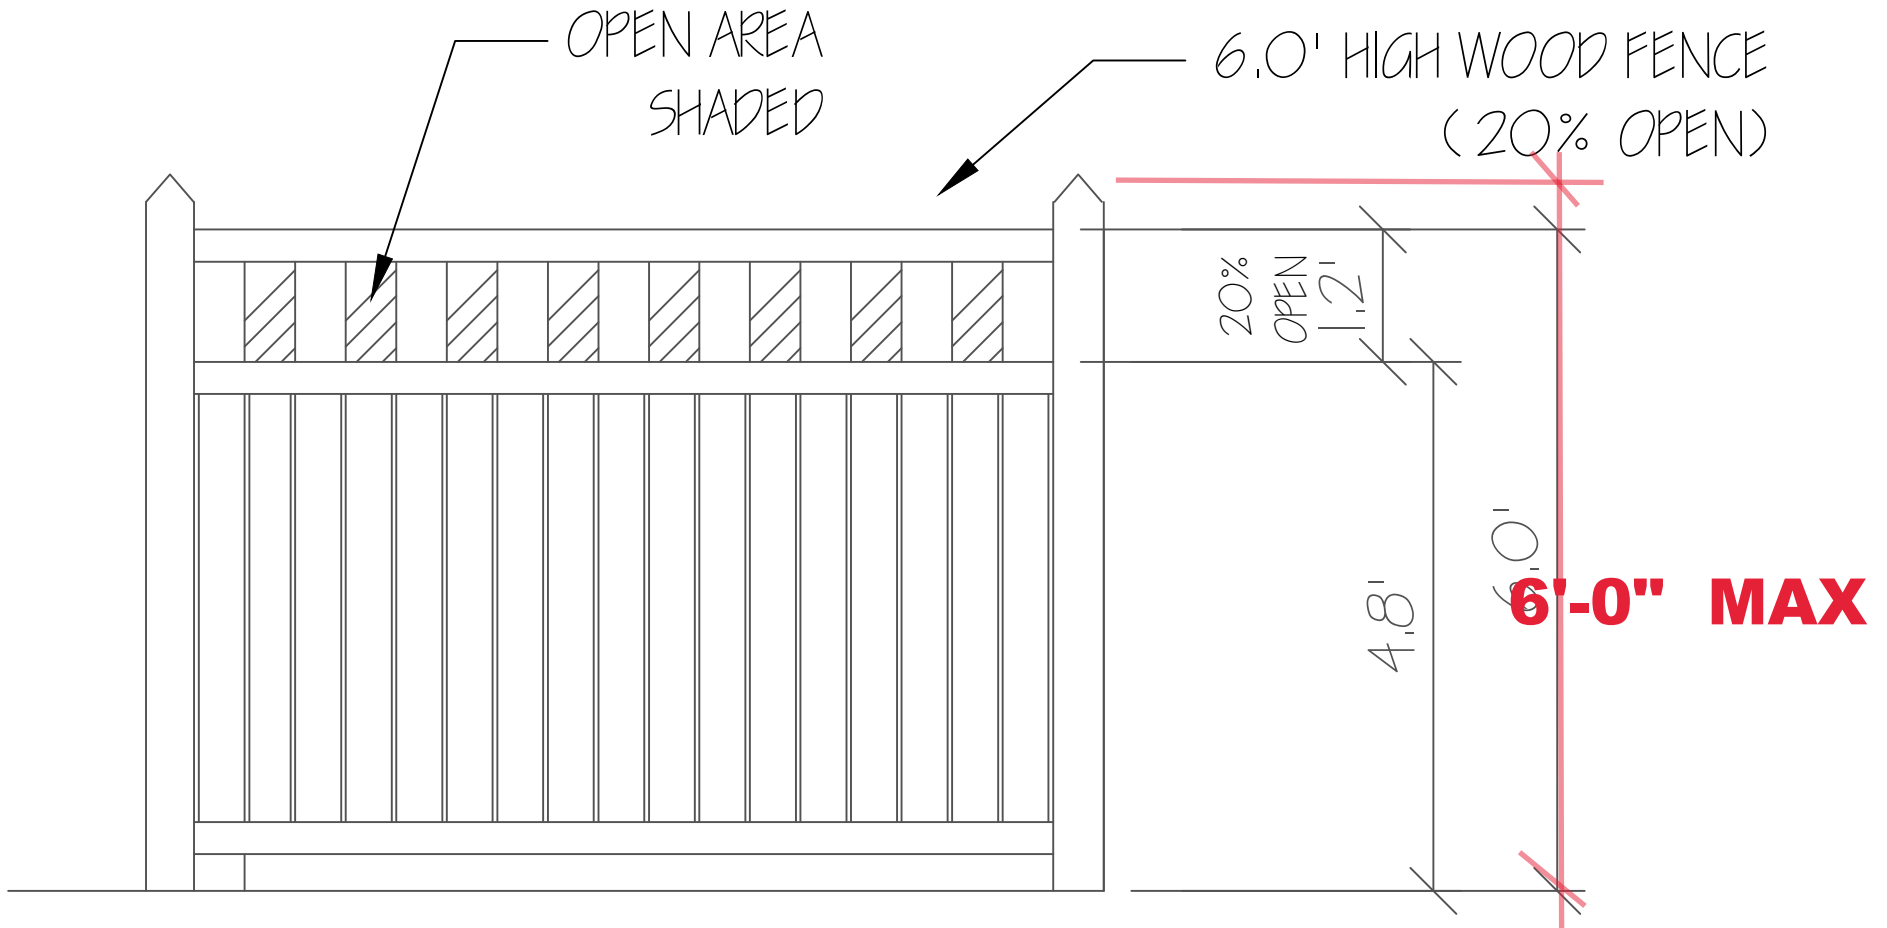 OPEN AREA
SHADED
6.0' HIGH WOOD FENCE
(20% OPEN)
20%
OPEN
1.2'
4.8'
6.0'
6'-0" MAX